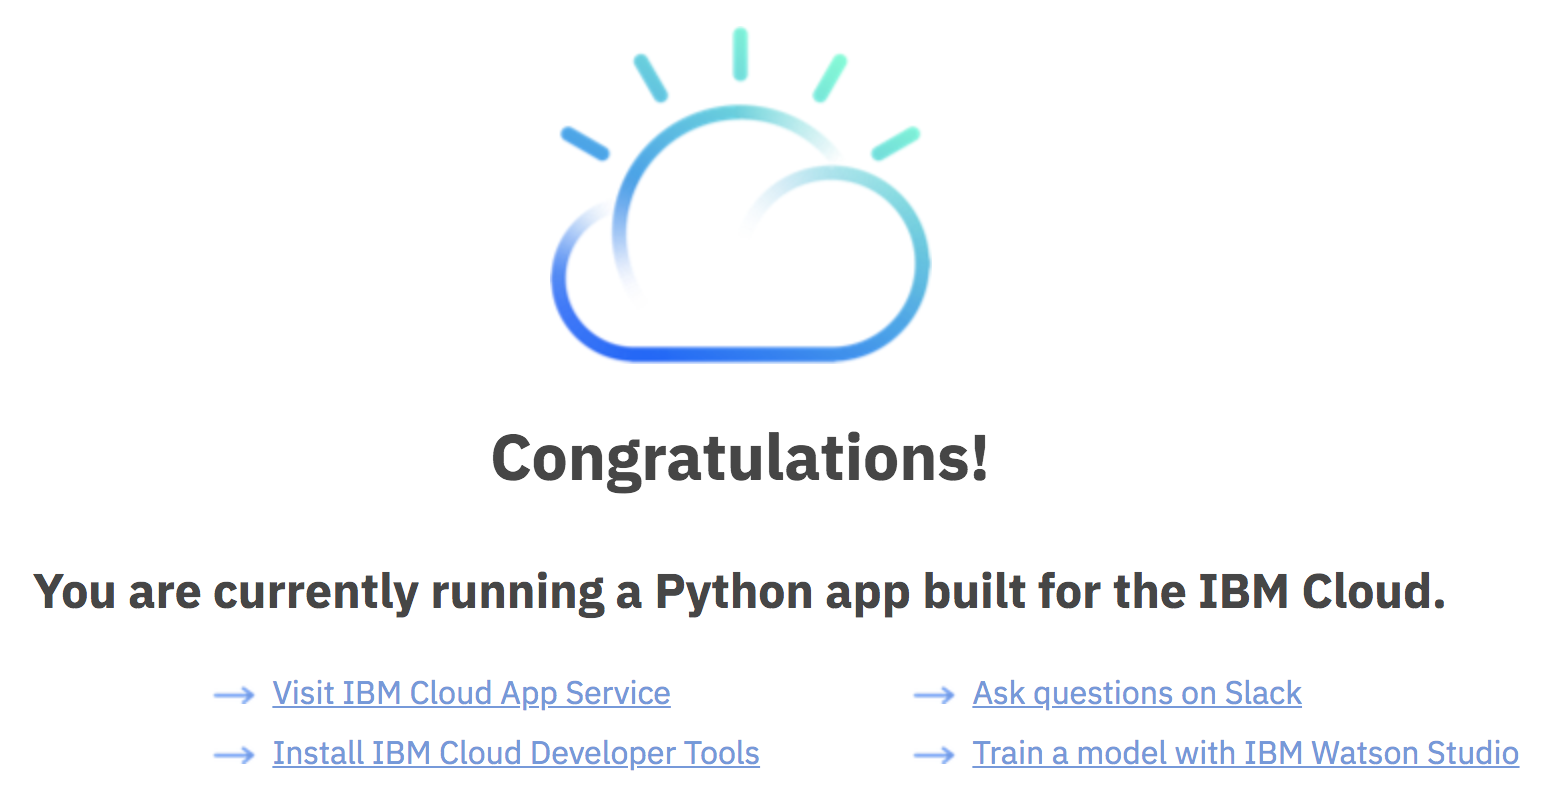 Congratulations!
You are currently running a Python app built for the IBM Cloud.
Visit IBM Cloud App Service
Ask questions on Slack
Install IBM Cloud Developer Tools
Train a model with IBM Watson Studio